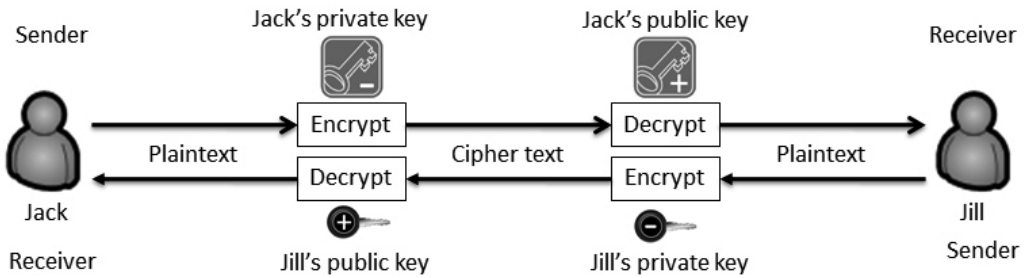 Jack's private key
Jack's public key
Sender
Receiver
Encrypt
Decrypt
Plaintext
Cipher text
Plaintext
Decrypt
Encrypt
Jack
Jill
Receiver
Jill's public key
Jill's private key
Sender